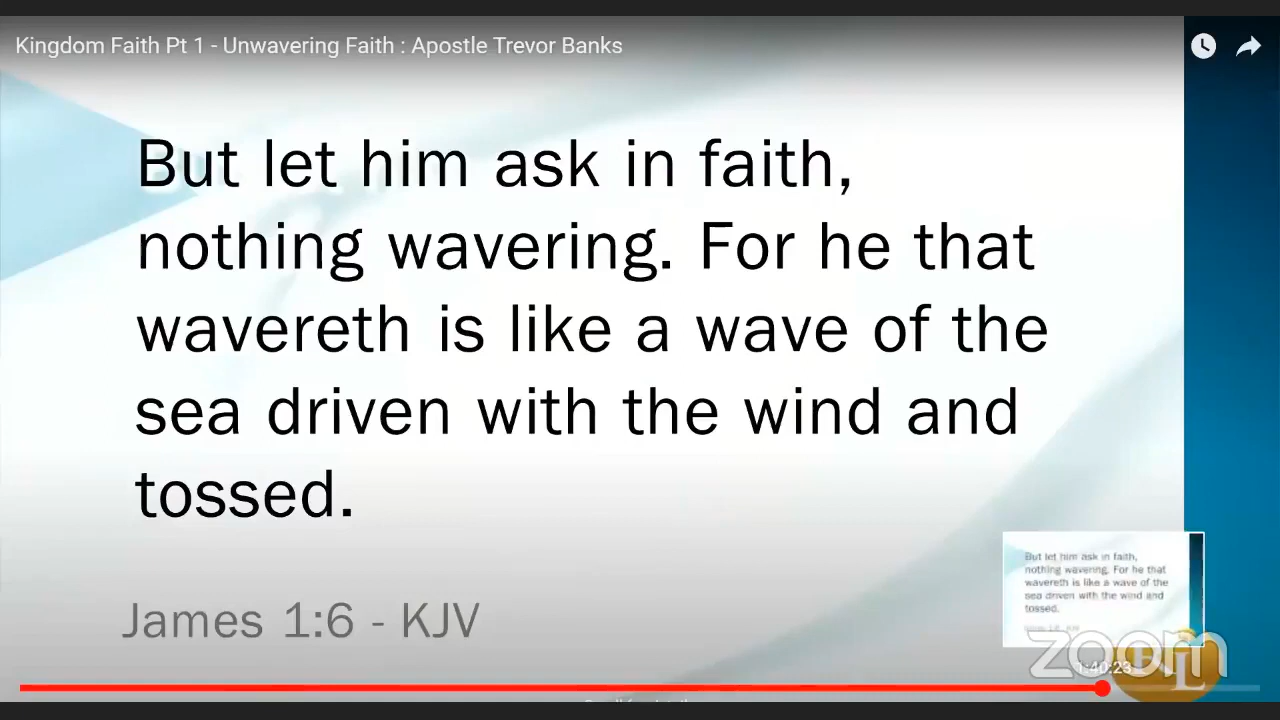 Kingdom Faith Pt 1 - Unwavering Faith : Apostle Trevor Banks
But let him ask in faith,
nothing wavering. For he that
wavereth is like a wave of the
sea driven with the wind and
tossed.
James 1:6 - KJV
But let him ask in faith,
nothing wavering. For he that
wavereth is like a wave of the
sea driven with the wind and
tossed.
zoom
1:40:23